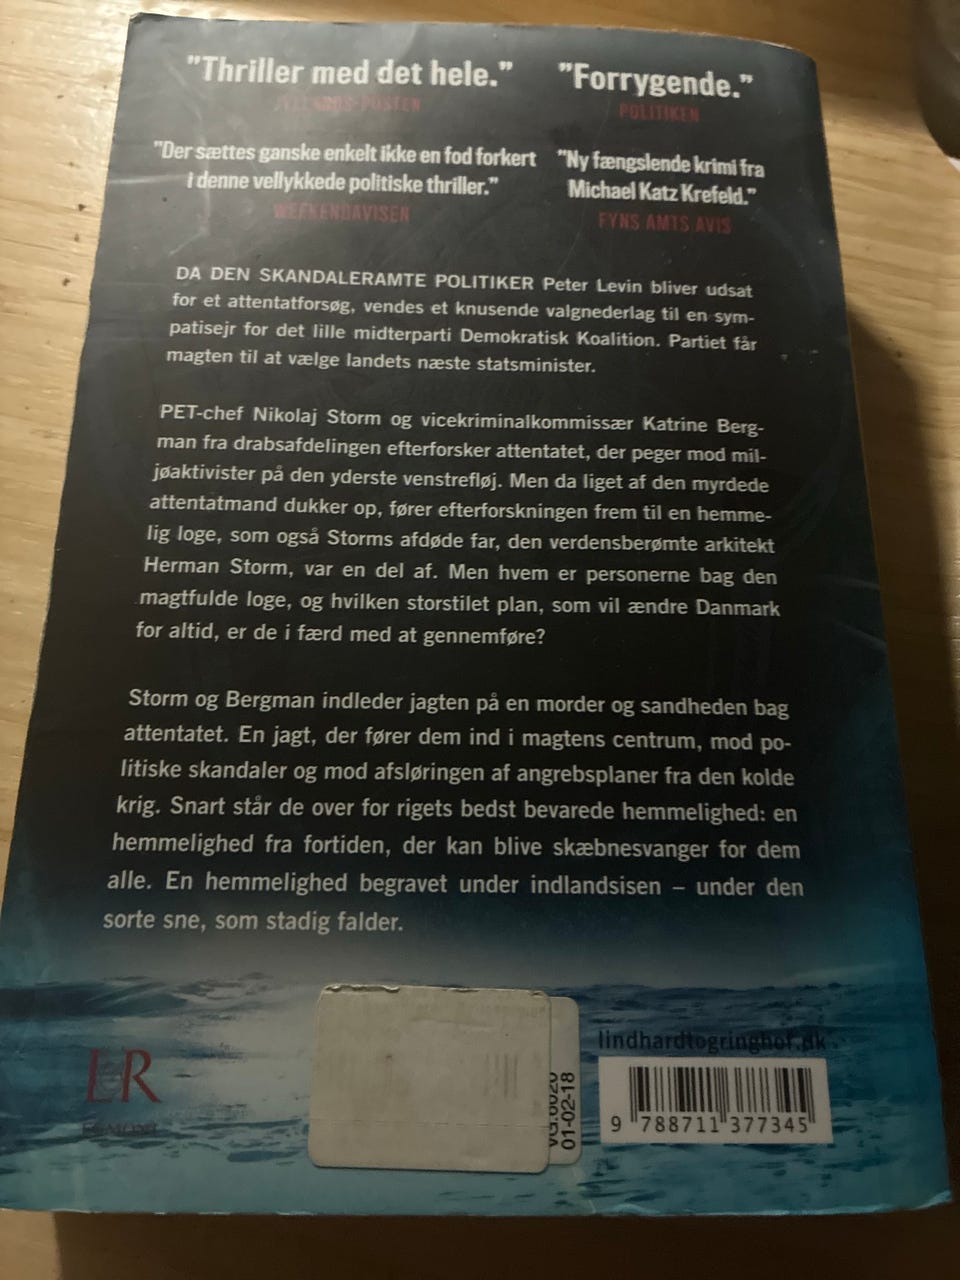 "Thriller med det hele."
JYLLANDS-POSTEN
"Forrygende."
POLITIKEN
"Der sættes ganske enkelt ikke en fod forkert
i denne vellykkede politiske thriller."
WEEKENDAVISEN
"Ny fængslende krimi fra
Michael Katz Krefeld."
FYNS AMTS AVIS
DA DEN SKANDALERAMTE POLITIKER Peter Levin bliver udsat
for et attentatforsøg, vendes et knusende valgnederlag til en sym-
patisejr for det lille midterparti Demokratisk Koalition. Partiet får
magten til at vælge landets næste statsminister.
PET-chef Nikolaj Storm og vicekriminalkommissær Katrine Berg-
man fra drabsafdelingen efterforsker attentatet, der peger mod mil-
jøaktivister på den yderste venstrefløj. Men da liget af den myrdede
attentatmand dukker op, fører efterforskningen frem til en hemme-
lig loge, som også Storms afdøde far, den verdensberømte arkitekt
Herman Storm, var en del af. Men hvem er personerne bag den
magtfulde loge, og hvilken storstilet plan, som vil ændre Danmark
for altid, er de i færd med at gennemføre?
Storm og Bergman indleder jagten på en morder og sandheden bag
attentatet. En jagt, der fører dem ind i magtens centrum, mod po-
litiske skandaler og mod afsløringen af angrebsplaner fra den kolde
krig. Snart står de over for rigets bedst bevarede hemmelighed: en
hemmelighed fra fortiden, der kan blive skæbnesvanger for dem
alle. En hemmelighed begravet under indlandsisen – under den
sorte sne, som stadig falder.
lindhardtogringhof.dk
L&R
EGMONT
01-02-18
9 788711 377345